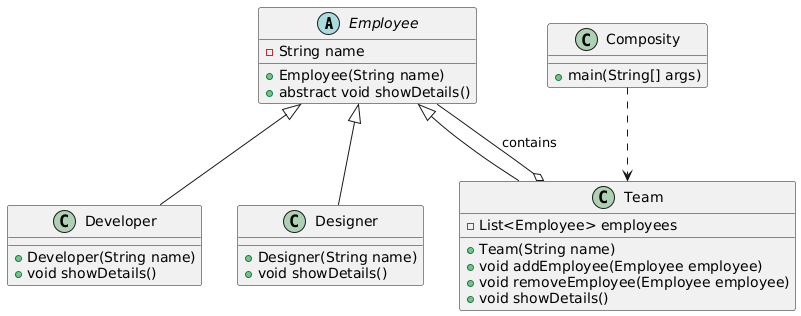 A Employee
String name
Employee(String name)
abstract void showDetails()
C Composity
main(String[] args)
contains
C Developer
Developer(String name)
void showDetails()
C Designer
Designer(String name)
void showDetails()
C Team
List<Employee> employees
Team(String name)
void addEmployee(Employee employee)
void removeEmployee(Employee employee)
void showDetails()